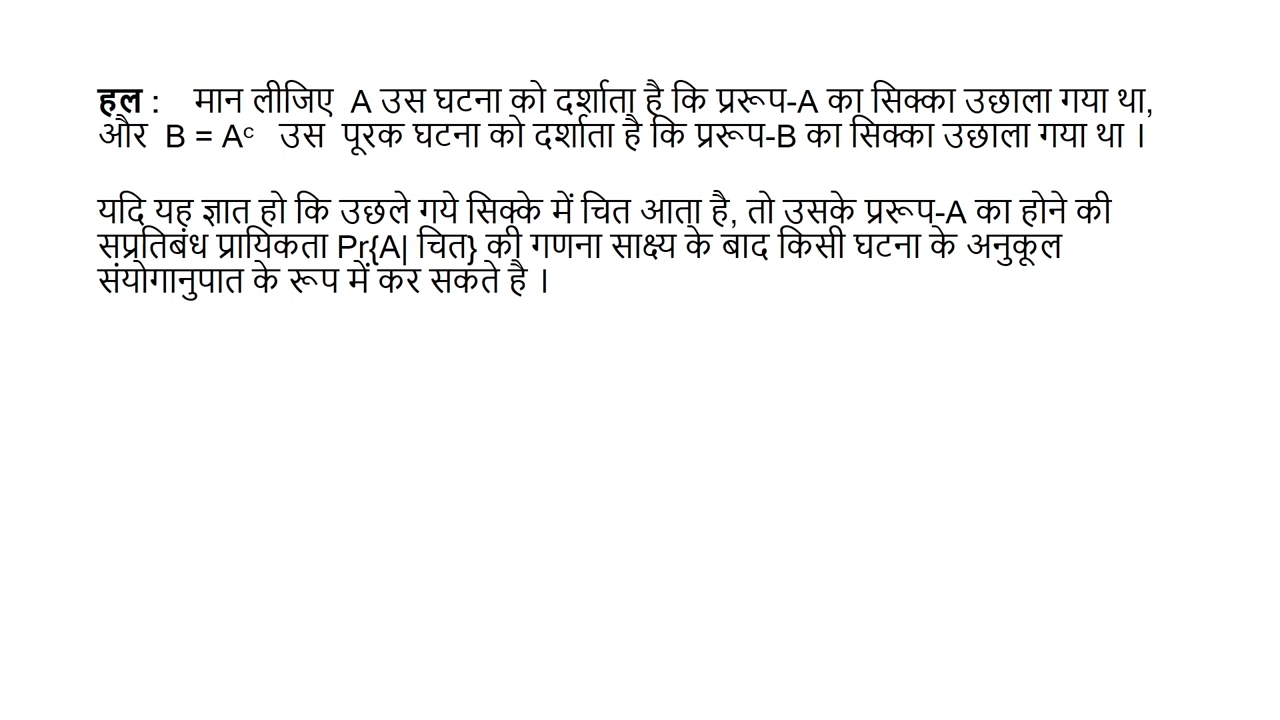 हल :    मान लीजिए  A उस घटना को दर्शाता है कि प्ररूप-A का सिक्का उछाला गया था,
और  B = Aᶜ   उस  पूरक घटना को दर्शाता है कि प्ररूप-B का सिक्का उछाला गया था ।
यदि यह ज्ञात हो कि उछले गये सिक्के में चित आता है, तो उसके प्ररूप-A का होने की
सप्रतिबंध प्रायिकता Pr{A| चित} की गणना साक्ष्य के बाद किसी घटना के अनुकूल
संयोगानुपात के रूप में कर सकते है ।